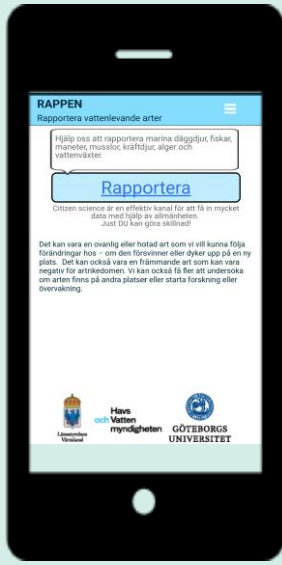 RAPPEN
Rapportera vattenlevande arter
Hjälp oss att rapportera marina däggdjur, fiskar,
maneter, musslor, kräftdjur, alger och
vattenväxter.
Rapportera
Citizen science är en effektiv kanal för att få in mycket
data med hjälp av allmänheten.
Just DU kan göra skillnad!
Det kan vara en ovanlig eller hotad art som vi vill kunna följa
förändringar hos – om den försvinner eller dyker upp på en ny
plats. Det kan också vara en främmande art som kan vara
negativ för artrikedomen. Vi kan också få fler att undersöka
om arten finns på andra platser eller starta forskning eller
övervakning.
Länsstyrelsen
Värmland
Havs
och Vatten
myndigheten
GÖTEBORGS
UNIVERSITET